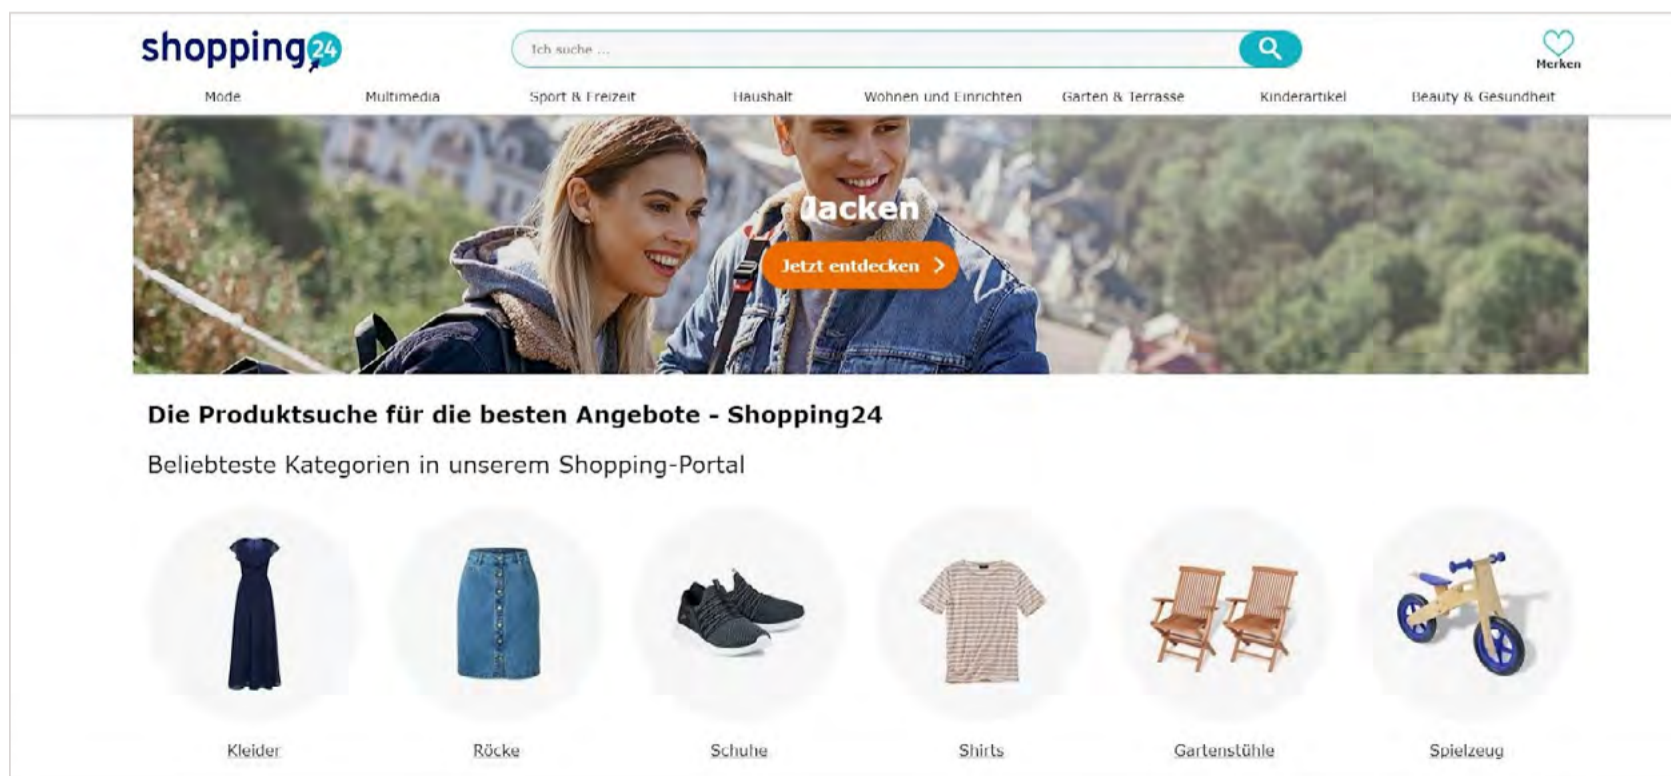 shopping24
Ich suche ...
Merken
Mode Multimedia Sport & Freizeit Haushalt Wohnen und Einrichten Garten & Terrasse Kinderartikel Beauty & Gesundheit
Jacken
Jetzt entdecken
Die Produktsuche für die besten Angebote - Shopping24
Beliebteste Kategorien in unserem Shopping-Portal
Kleider Röcke Schuhe Shirts Gartenstühle Spielzeug